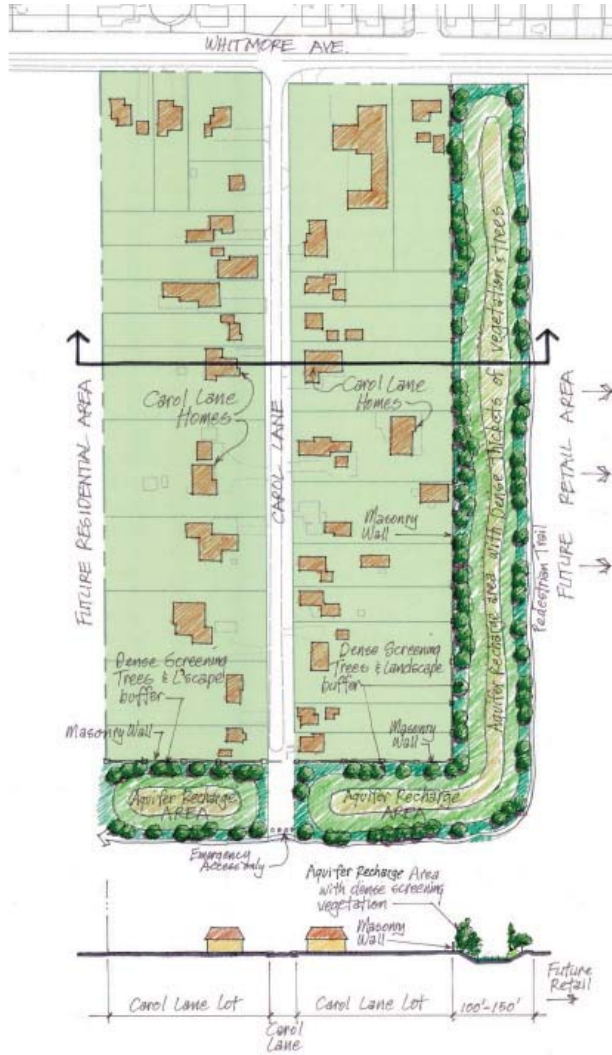 WHITMORE AVE.
Aquifer Recharge area with Dense thickets of vegetation & trees
Carol Lane
Homes
Carol Lane
Homes
FUTURE RESIDENTIAL AREA
CAROL LANE
FUTURE RETAIL AREA
Masonry
Wall
Pedestrian Trail
Dense Screening
Trees & L'scape
buffer
Dense Screening
Trees & Landscape
buffer
Masonry Wall
Masonry
Wall
Aquifer Recharge
AREA
Aquifer Recharge
AREA
Emergency
Access only
Aquifer Recharge Area
with dense screening
vegetation
Masonry
Wall
Future
Retail
Carol Lane Lot
Carol Lane Lot
100'-150'
Carol
Lane